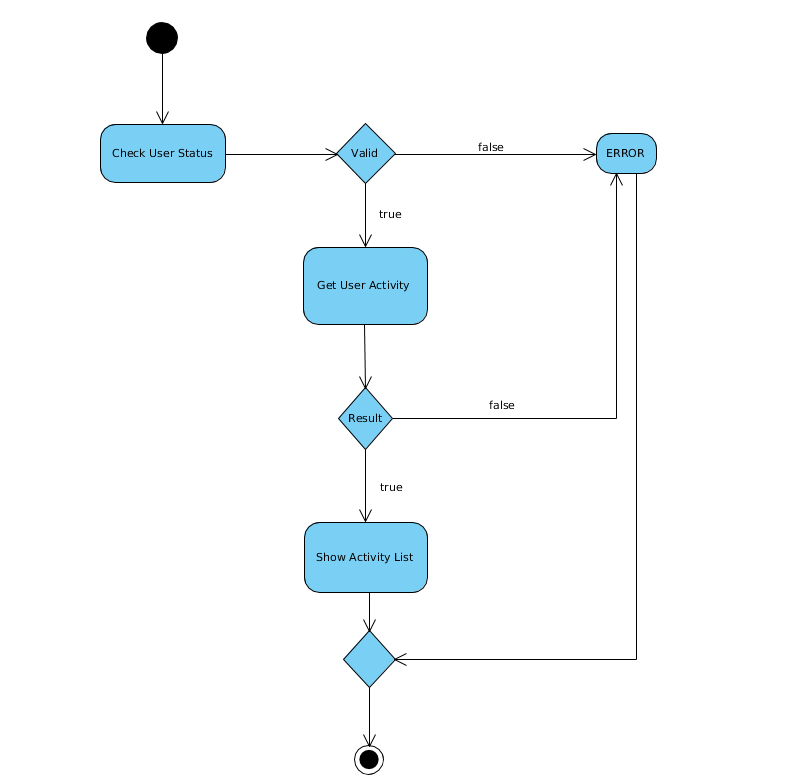 Check User Status
Valid
false
ERROR
true
Get User Activity
Result
false
true
Show Activity List